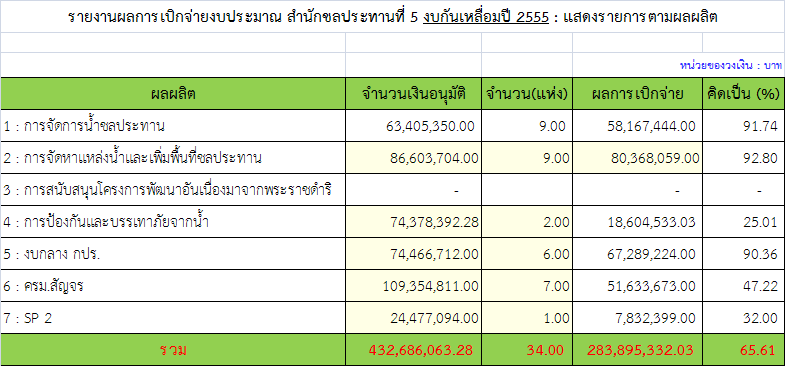 รายงานผลการเบิกจ่ายงบประมาณ สำนักชลประทานที่ 5 งบกันเหลื่อมปี 2555 : แสดงรายการตามผลผลิต
หน่วยของวงเงิน : บาท
ผลผลิต จำนวนเงินอนุมัติ จำนวน(แห่ง) ผลการเบิกจ่าย คิดเป็น (%)
1 : การจัดการน้ำชลประทาน 63,405,350.00 9.00 58,167,444.00 91.74
2 : การจัดหาแหล่งน้ำและเพิ่มพื้นที่ชลประทาน 86,603,704.00 9.00 80,368,059.00 92.80
3 : การสนับสนุนโครงการพัฒนาอันเนื่องมาจากพระราชดำริ - - -
4 : การป้องกันและบรรเทาภัยจากน้ำ 74,378,392.28 2.00 18,604,533.03 25.01
5 : งบกลาง กปร. 74,466,712.00 6.00 67,289,224.00 90.36
6 : ครม.สัญจร 109,354,811.00 7.00 51,633,673.00 47.22
7 : SP 2 24,477,094.00 1.00 7,832,399.00 32.00
รวม 432,686,063.28 34.00 283,895,332.03 65.61